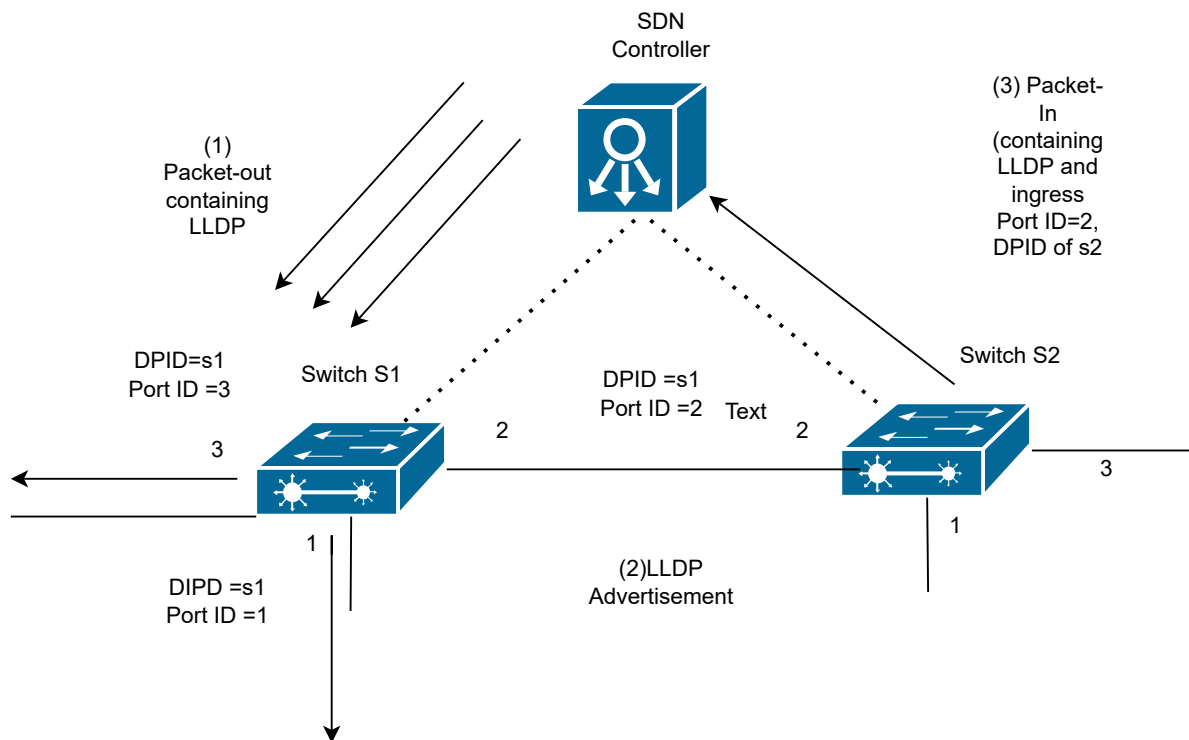 SDN
Controller
(3) Packet-
In
(containing
LLDP and
ingress
Port ID=2,
DPID of s2
(1)
Packet-out
containing
LLDP
DPID=s1
Port ID =3
Switch S1
DPID =s1
Port ID =2
Text
Switch S2
3
2
2
3
1
1
DIPD =s1
Port ID =1
(2)LLDP
Advertisement